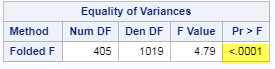 Equality of Variances
Method Num DF Den DF F Value Pr > F
Folded F 405 1019 4.79 <.0001